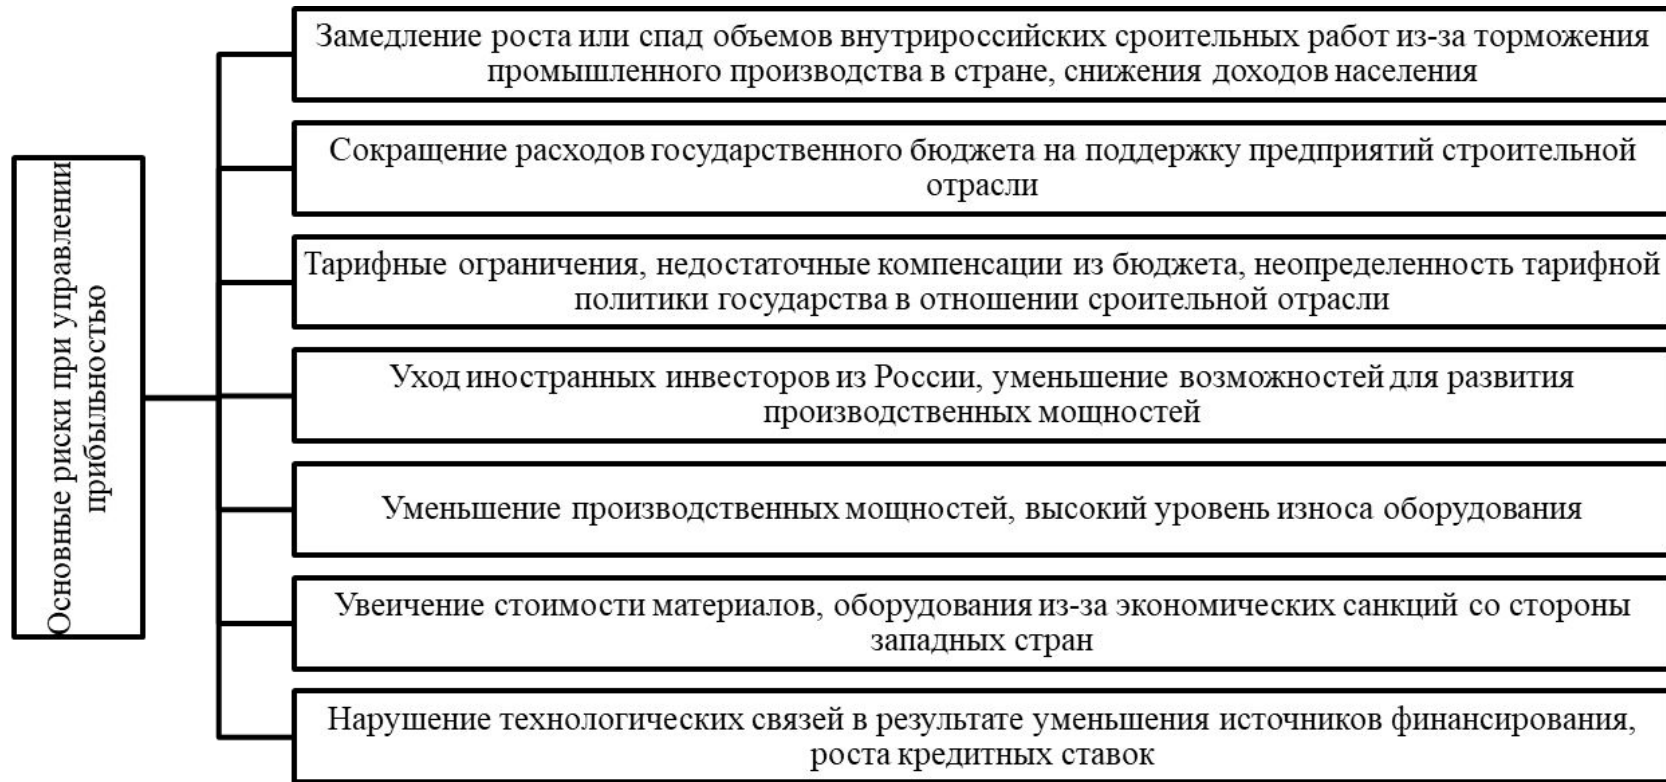 Основные риски при управлении
прибыльностью
Замедление роста или спад объемов внутрироссийских сроительных работ из-за торможения
промышленного производства в стране, снижения доходов населения
Сокращение расходов государственного бюджета на поддержку предприятий строительной
отрасли
Тарифные ограничения, недостаточные компенсации из бюджета, неопределенность тарифной
политики государства в отношении сроительной отрасли
Уход иностранных инвесторов из России, уменьшение возможностей для развития
производственных мощностей
Уменьшение производственных мощностей, высокий уровень износа оборудования
Увеичение стоимости материалов, оборудования из-за экономических санкций со стороны
западных стран
Нарушение технологических связей в результате уменьшения источников финансирования,
роста кредитных ставок